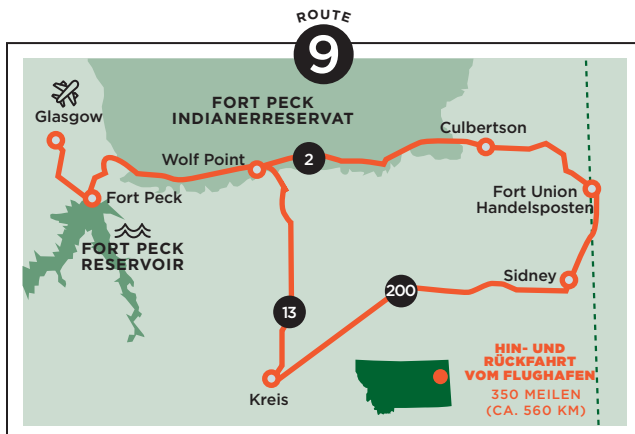 ROUTE
9
Glasgow
FORT PECK
INDIANERRESERVAT
Culbertson
Wolf Point
2
Fort Peck
Fort Union
Handelsposten
FORT PECK
RESERVOIR
Sidney
200
13
Kreis
HIN- UND
RÜCKFAHRT
VOM FLUGHAFEN
350 MEILEN
(CA. 560 KM)